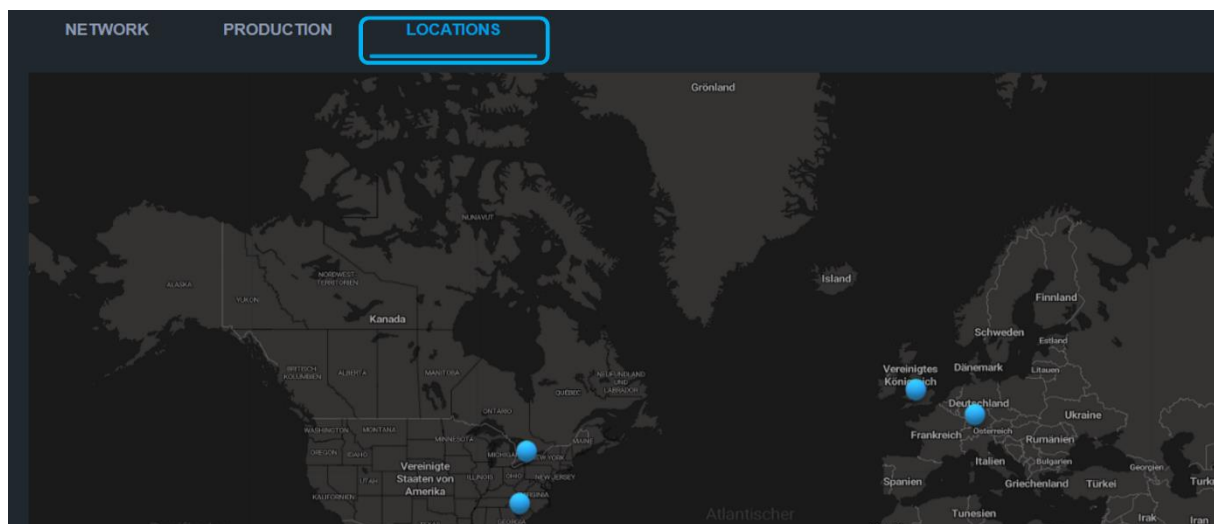 NETWORK PRODUCTION LOCATIONS
Grönland
NUNAVUT
Island
ALASKA
NORDWEST-
TERRITORIEN
YUKON
Finnland
Kanada
Schweden
Estland
Vereinigtes
Königreich
Dänemark
Litauen
BRITISCH-
KOLUMBIEN
ALBERTA
MANITOBA
NEUFUNDLAND
UND
LABRADOR
QUÉBEC
Deutschland
ONTARIO
Ukraine
WASHINGTON
MONTANA
MINNESOTA
MAINE
Frankreich
Österreich
Rumänien
OREGON
IDAHO
MICHIGAN
NEW YORK
Italien
Bulgarien
Georgien
Vereinigte
Staaten von
Amerika
UTAH
ILLINOIS
OHIO
NEW JERSEY
Spanien
Griechenland
Türkei
KALIFORNIEN
GEORGIA
Atlantischer
Tunesien
Irak
Iran